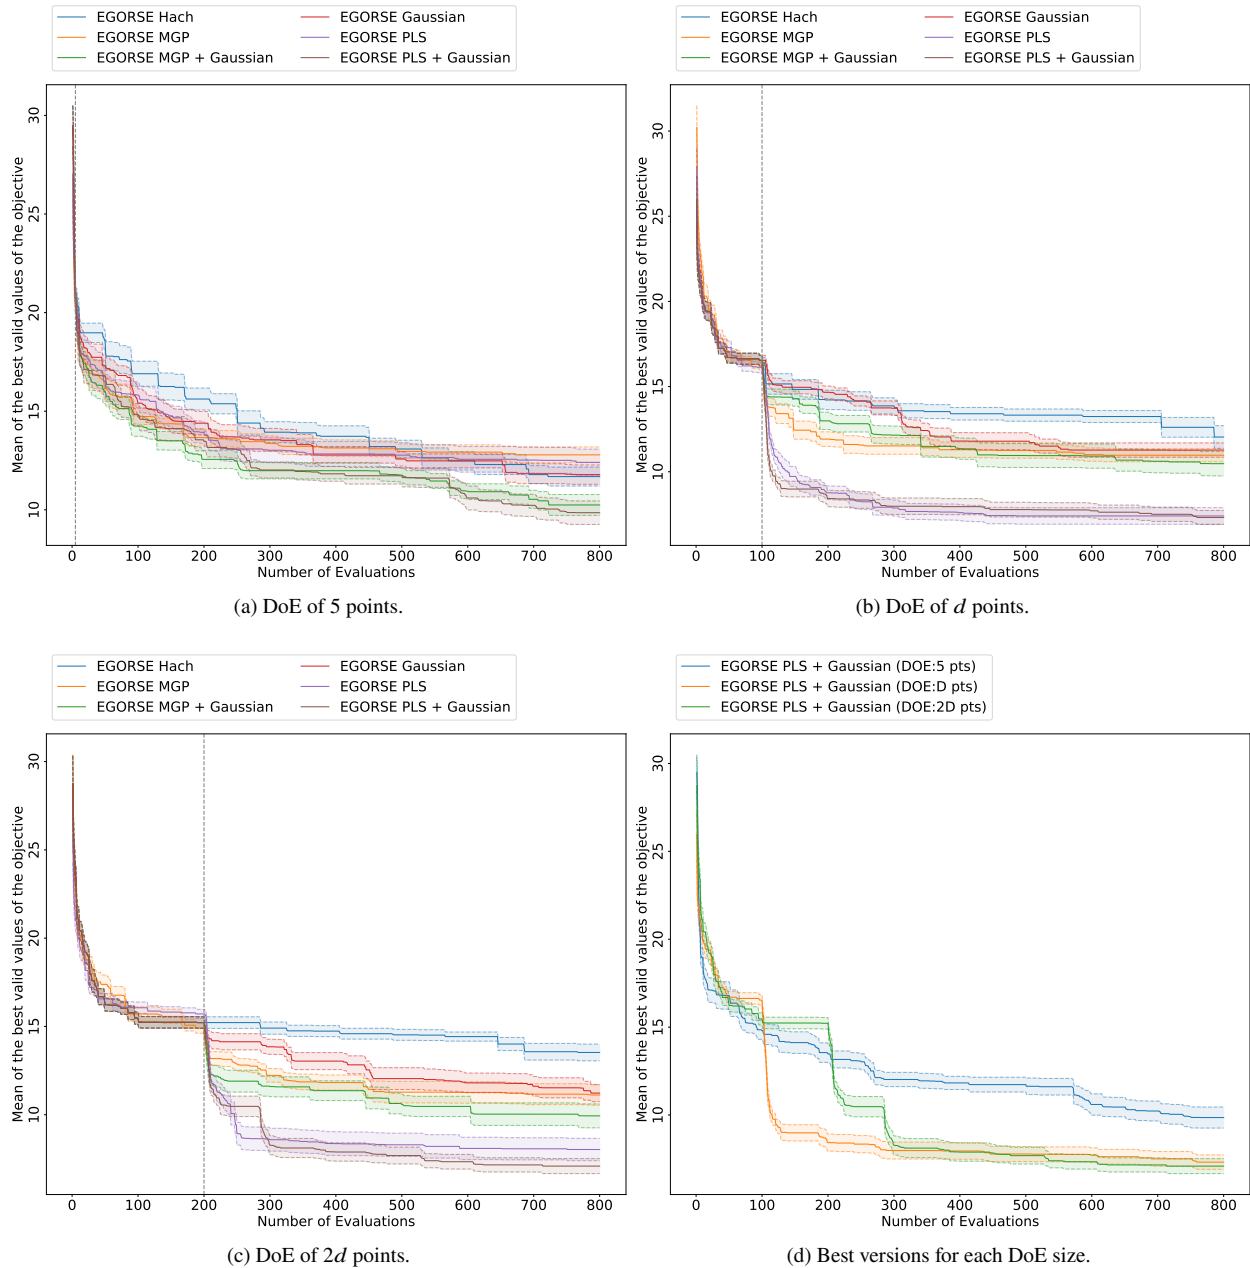 EGORSE Hach
EGORSE MGP
EGORSE MGP + Gaussian
EGORSE Gaussian
EGORSE PLS
EGORSE PLS + Gaussian
Mean of the best valid values of the objective
30
25
20
15
10
0 100 200 300 400 500 600 700 800
Number of Evaluations
(a) DoE of 5 points.
EGORSE Hach
EGORSE MGP
EGORSE MGP + Gaussian
EGORSE Gaussian
EGORSE PLS
EGORSE PLS + Gaussian
Mean of the best valid values of the objective
30
25
20
15
10
0 100 200 300 400 500 600 700 800
Number of Evaluations
(b) DoE of d points.
EGORSE Hach
EGORSE MGP
EGORSE MGP + Gaussian
EGORSE Gaussian
EGORSE PLS
EGORSE PLS + Gaussian
Mean of the best valid values of the objective
30
25
20
15
10
0 100 200 300 400 500 600 700 800
Number of Evaluations
(c) DoE of 2d points.
EGORSE PLS + Gaussian (DOE:5 pts)
EGORSE PLS + Gaussian (DOE:D pts)
EGORSE PLS + Gaussian (DOE:2D pts)
Mean of the best valid values of the objective
30
25
20
15
10
0 100 200 300 400 500 600 700 800
Number of Evaluations
(d) Best versions for each DoE size.